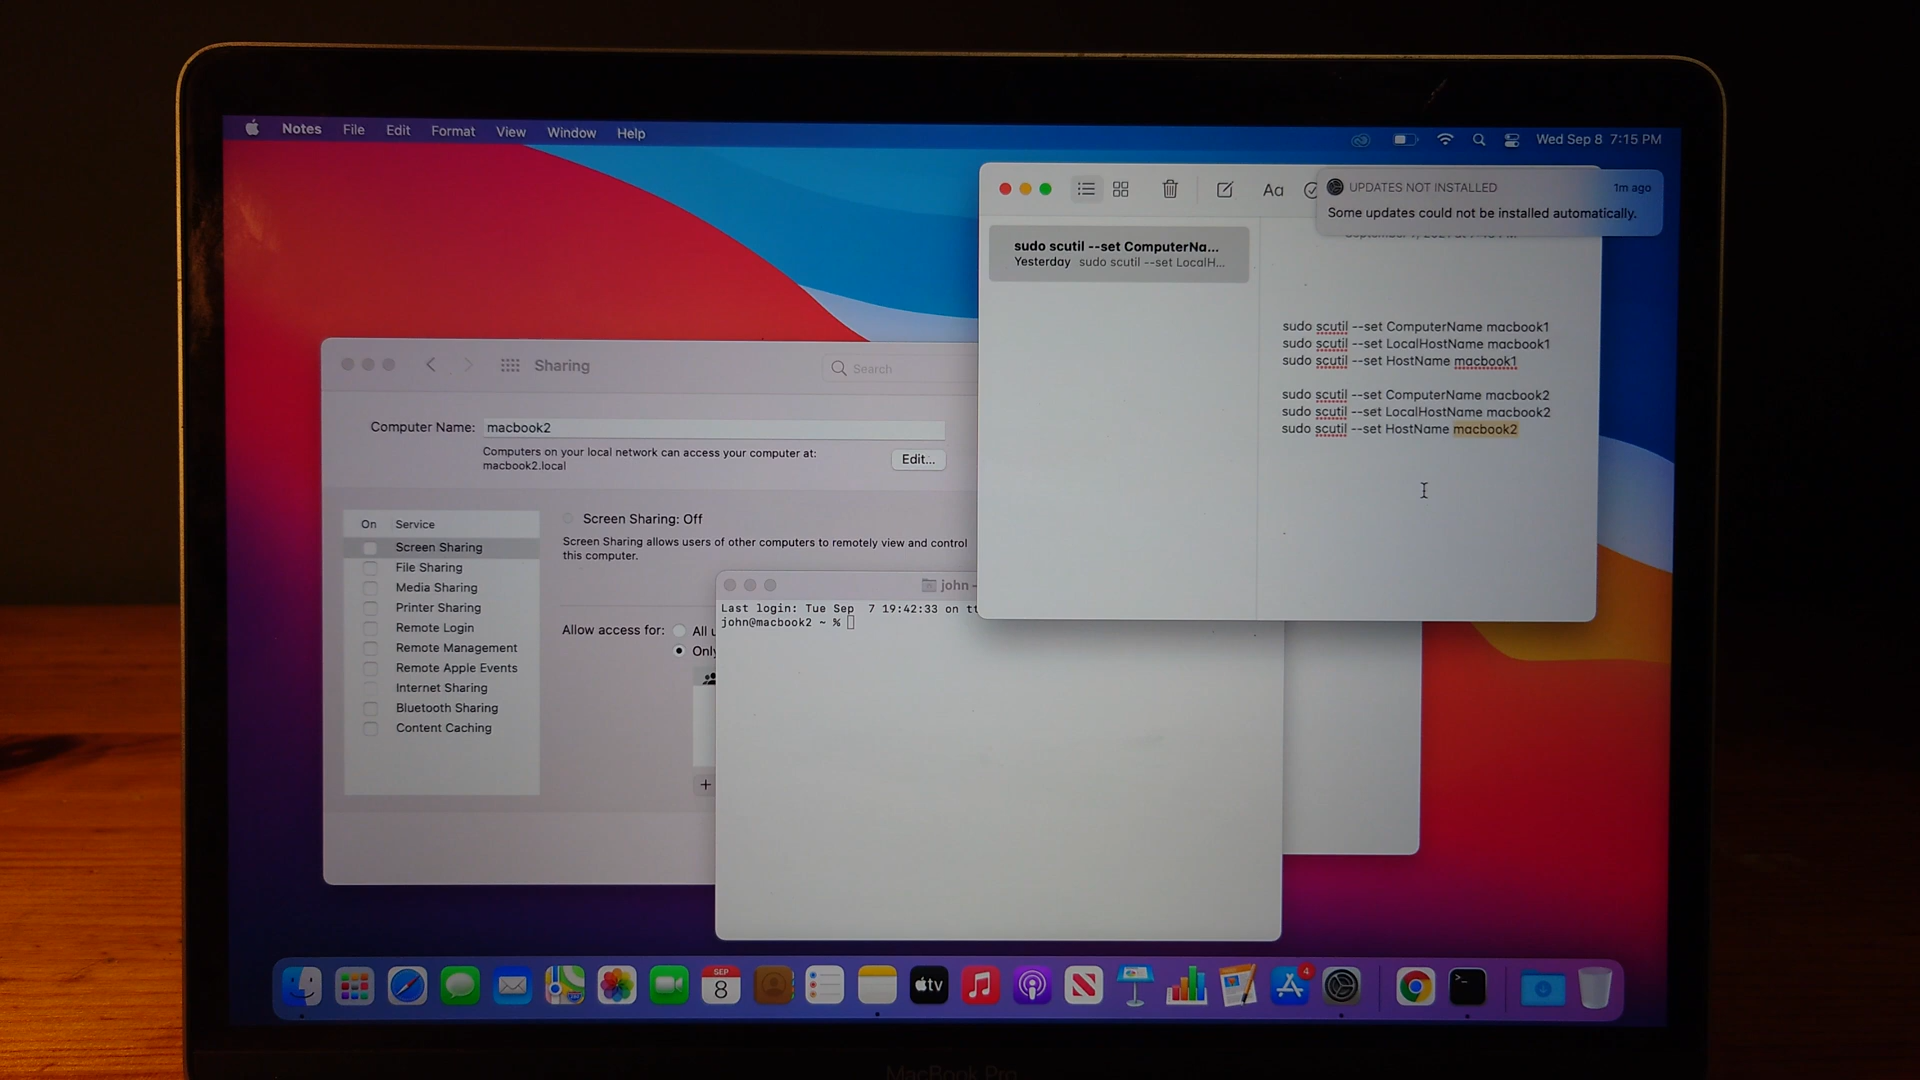 Notes File Edit Format View Window Help
Wed Sep 8 7:15 PM
UPDATES NOT INSTALLED
1m ago
Some updates could not be installed automatically.
Aa
sudo scutil --set ComputerNa...
Yesterday sudo scutil --set LocalH...
sudo scutil --set ComputerName macbook1
sudo scutil --set LocalHostName macbook1
sudo scutil --set HostName macbook1
sudo scutil --set ComputerName macbook2
sudo scutil --set LocalHostName macbook2
sudo scutil --set HostName macbook2
Sharing
Search
Computer Name: macbook2
Computers on your local network can access your computer at:
macbook2.local
Edit...
On Service
Screen Sharing
File Sharing
Media Sharing
Printer Sharing
Remote Login
Remote Management
Remote Apple Events
Internet Sharing
Bluetooth Sharing
Content Caching
Screen Sharing: Off
Screen Sharing allows users of other computers to remotely view and control
this computer.
Allow access for:
All u
Only
john -
Last login: Tue Sep 7 19:42:33 on tt
john@macbook2 ~ %
SEP
8
tv
4
MacBook Pro